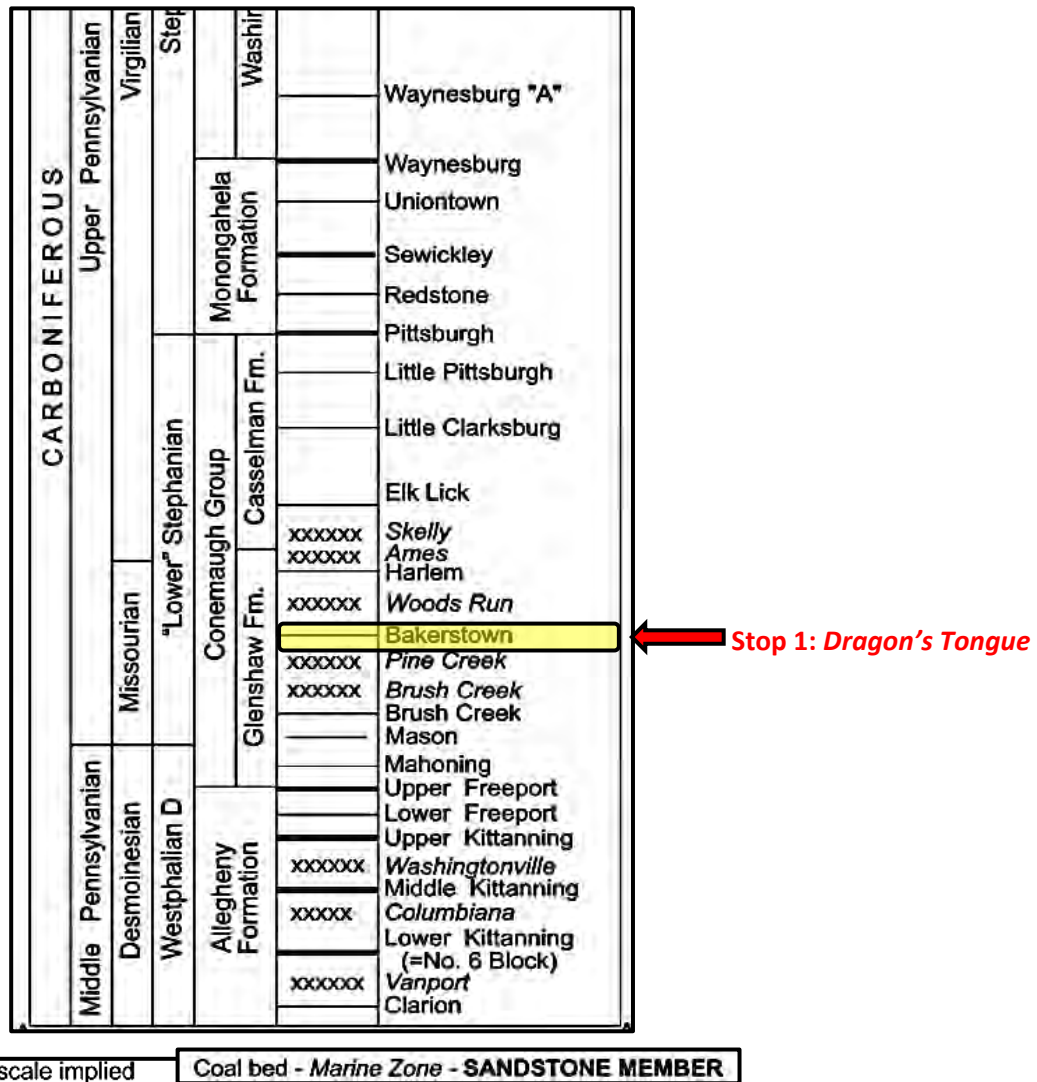 CARBONIFEROUS
Upper Pennsylvanian
Middle Pennsylvanian
Virgilian
Missourian
Desmoinesian
Step
"Lower" Stephanian
Westphalian D
Washin
Monongahela
Formation
Conemaugh Group
Casselman Fm.
Glenshaw Fm.
Allegheny
Formation
Waynesburg "A"
Waynesburg
Uniontown
Sewickley
Redstone
Pittsburgh
Little Pittsburgh
Little Clarksburg
Elk Lick
xxxxxx Skelly
xxxxxx Ames
Harlem
xxxxxx Woods Run
Bakerstown
Stop 1: Dragon's Tongue
xxxxxx Pine Creek
xxxxxx Brush Creek
Brush Creek
Mason
Mahoning
Upper Freeport
Lower Freeport
Upper Kittanning
xxxxxx Washingtonville
Middle Kittanning
xxxxx Columbiana
Lower Kittanning
(=No. 6 Block)
xxxxxx Vanport
Clarion
scale implied
Coal bed - Marine Zone - SANDSTONE MEMBER